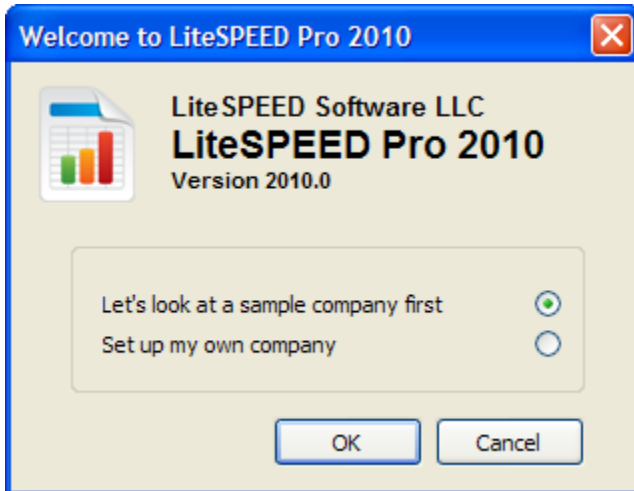 Welcome to LiteSPEED Pro 2010
LiteSPEED Software LLC
LiteSPEED Pro 2010
Version 2010.0
Let's look at a sample company first
Set up my own company
OK
Cancel